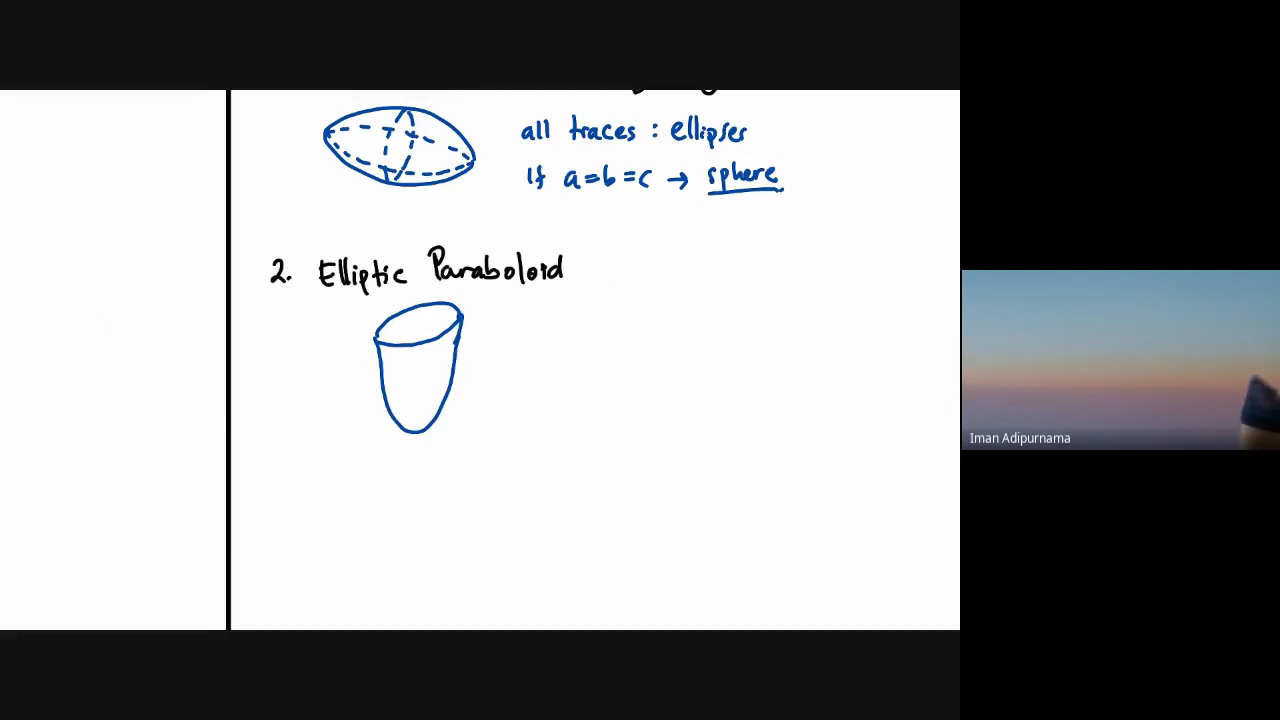 all traces : ellipses
If a=b=c → sphere
2. Elliptic Paraboloid
Iman Adipurnama